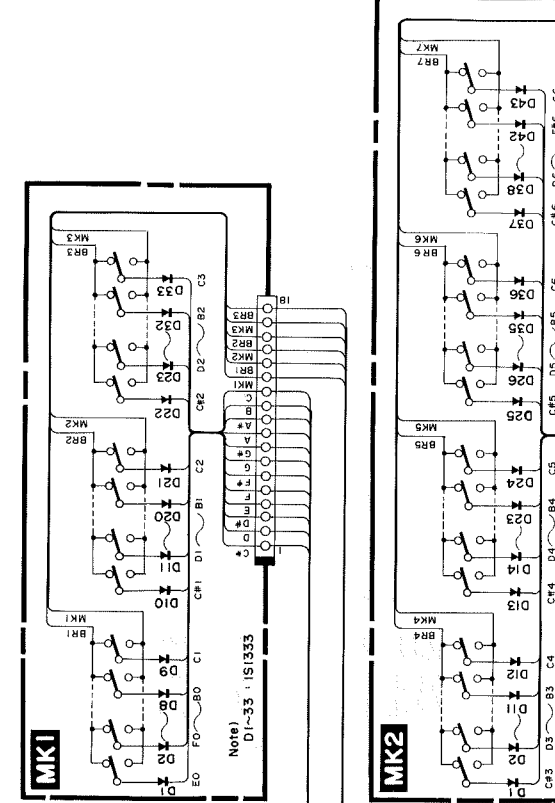 MK1
MK1
BR1
D1
D2
D8
D9
E0
F0
B0
C1
MK2
BR2
D10
D11
D20
D21
C#1
D1
B1
C2
MK3
BR3
D22
D23
D32
D33
C#2
D2
B2
C3
Note)
D1~33 : 1S1333
1
C#
D
D#
E
F
F#
G
G#
A
A#
B
C
MK1
BR1
MK2
BR2
MK3
BR3
18
MK2
MK4
BR4
D1
D2
D11
D12
C#3
D3
B3
C4
MK5
BR5
D13
D14
D23
D24
C#4
D4
B4
C5
MK6
BR6
D25
D26
D35
D36
C#5
D5
B5
C6
MK7
BR7
D37
D38
D42
D43
C#6